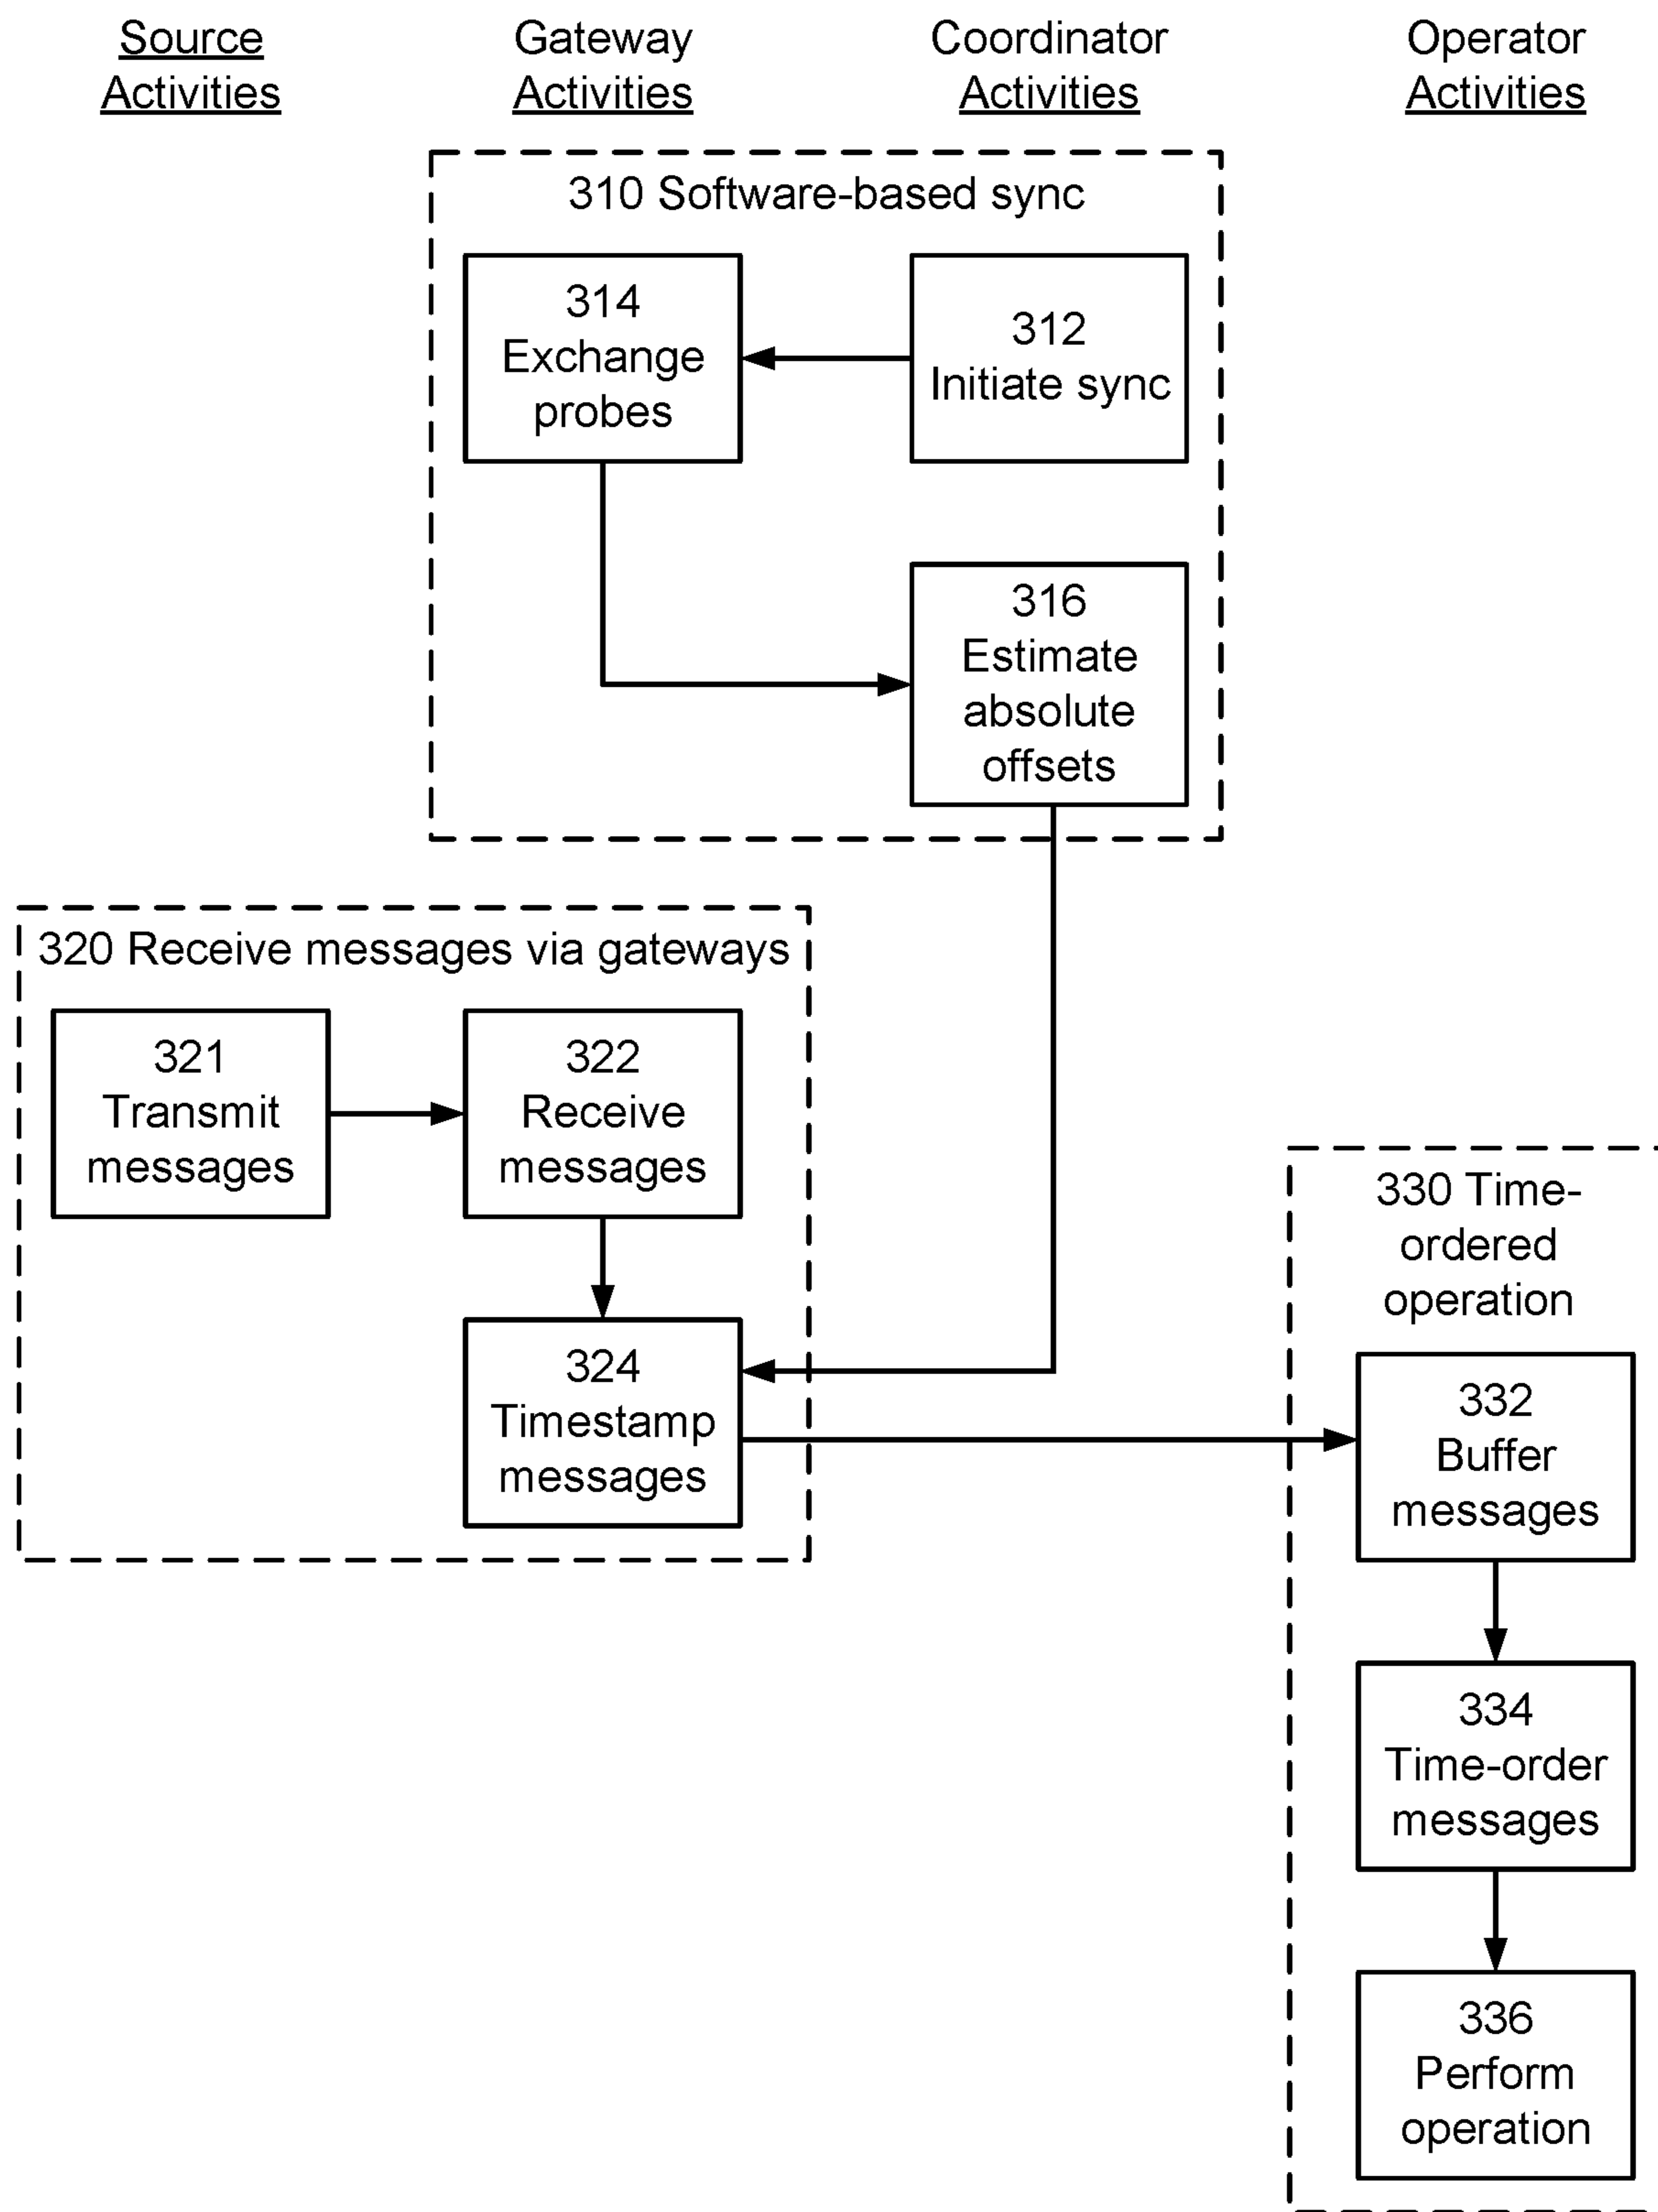 Source
Activities
Gateway
Activities
Coordinator
Activities
Operator
Activities
310 Software-based sync
314
Exchange
probes
312
Initiate sync
316
Estimate
absolute
offsets
320 Receive messages via gateways
321
Transmit
messages
322
Receive
messages
324
Timestamp
messages
330 Time-
ordered
operation
332
Buffer
messages
334
Time-order
messages
336
Perform
operation